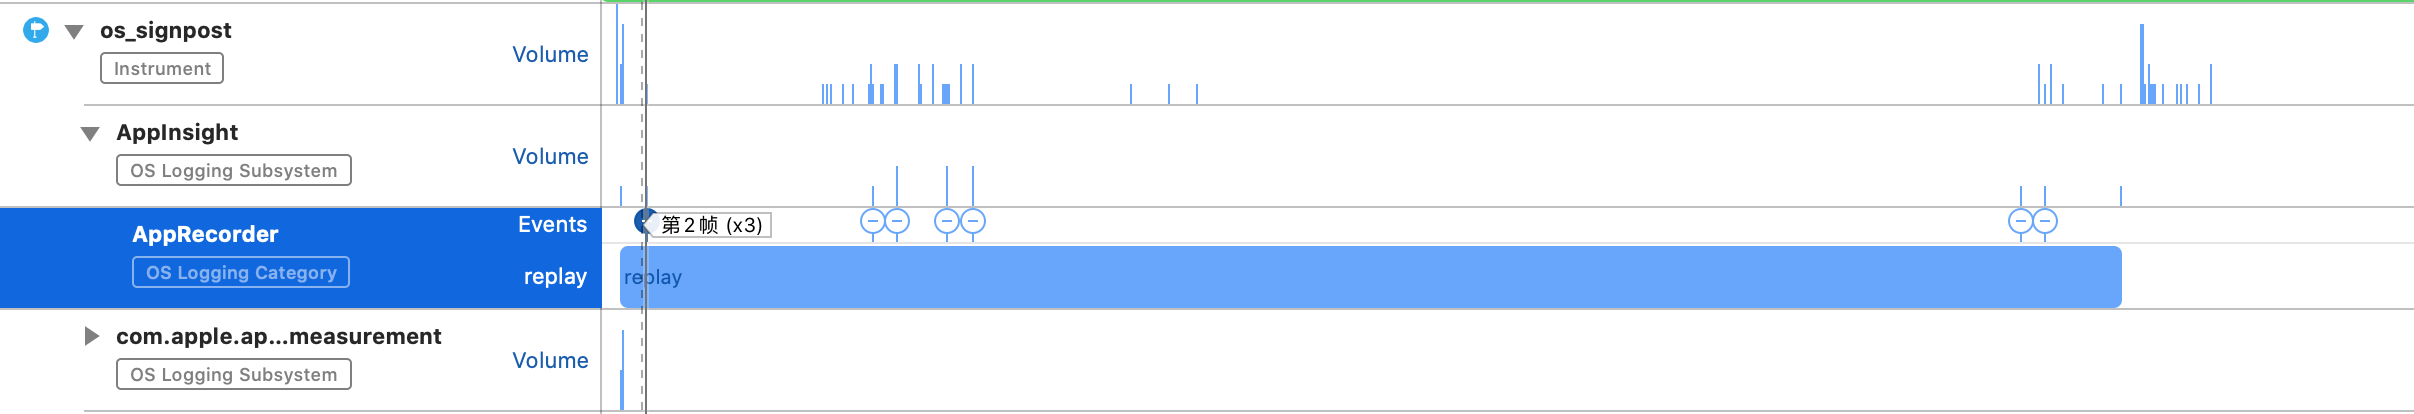 os_signpost
Instrument
Volume
AppInsight
OS Logging Subsystem
Volume
AppRecorder
OS Logging Category
Events
第2帧 (x3)
replay
replay
com.apple.ap...measurement
OS Logging Subsystem
Volume